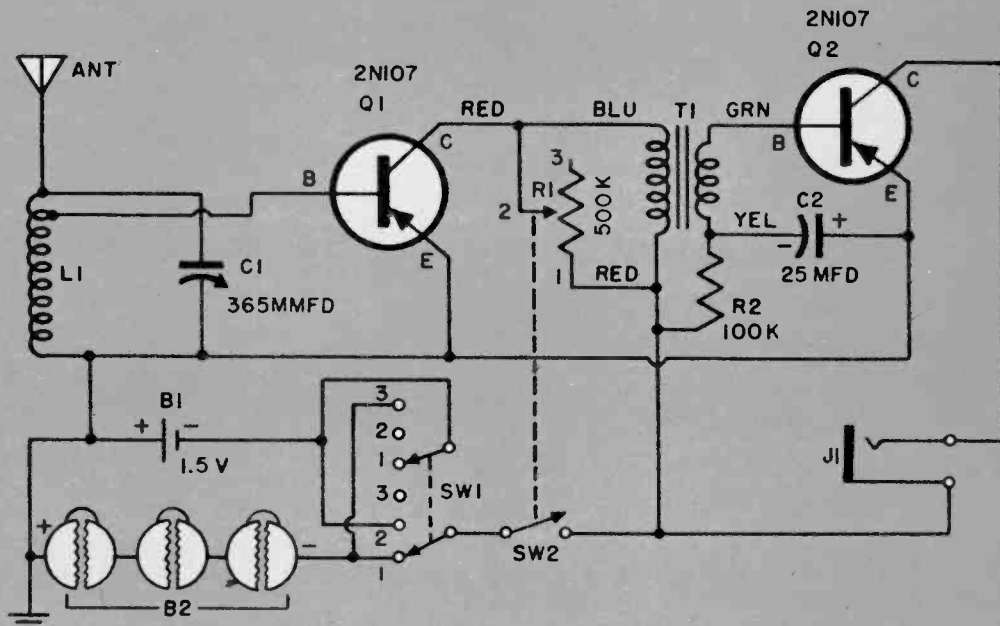 2N107
Q2
C
B
E
ANT
2N107
Q1
C
B
E
RED
BLU
T1
GRN
3
R1
2
500K
1
RED
YEL
C2
- +
25 MFD
R2
100K
L1
C1
365MMFD
+ B1 -
1.5 V
3
2
1
SW1
3
2
1
SW2
J1
+ -
B2